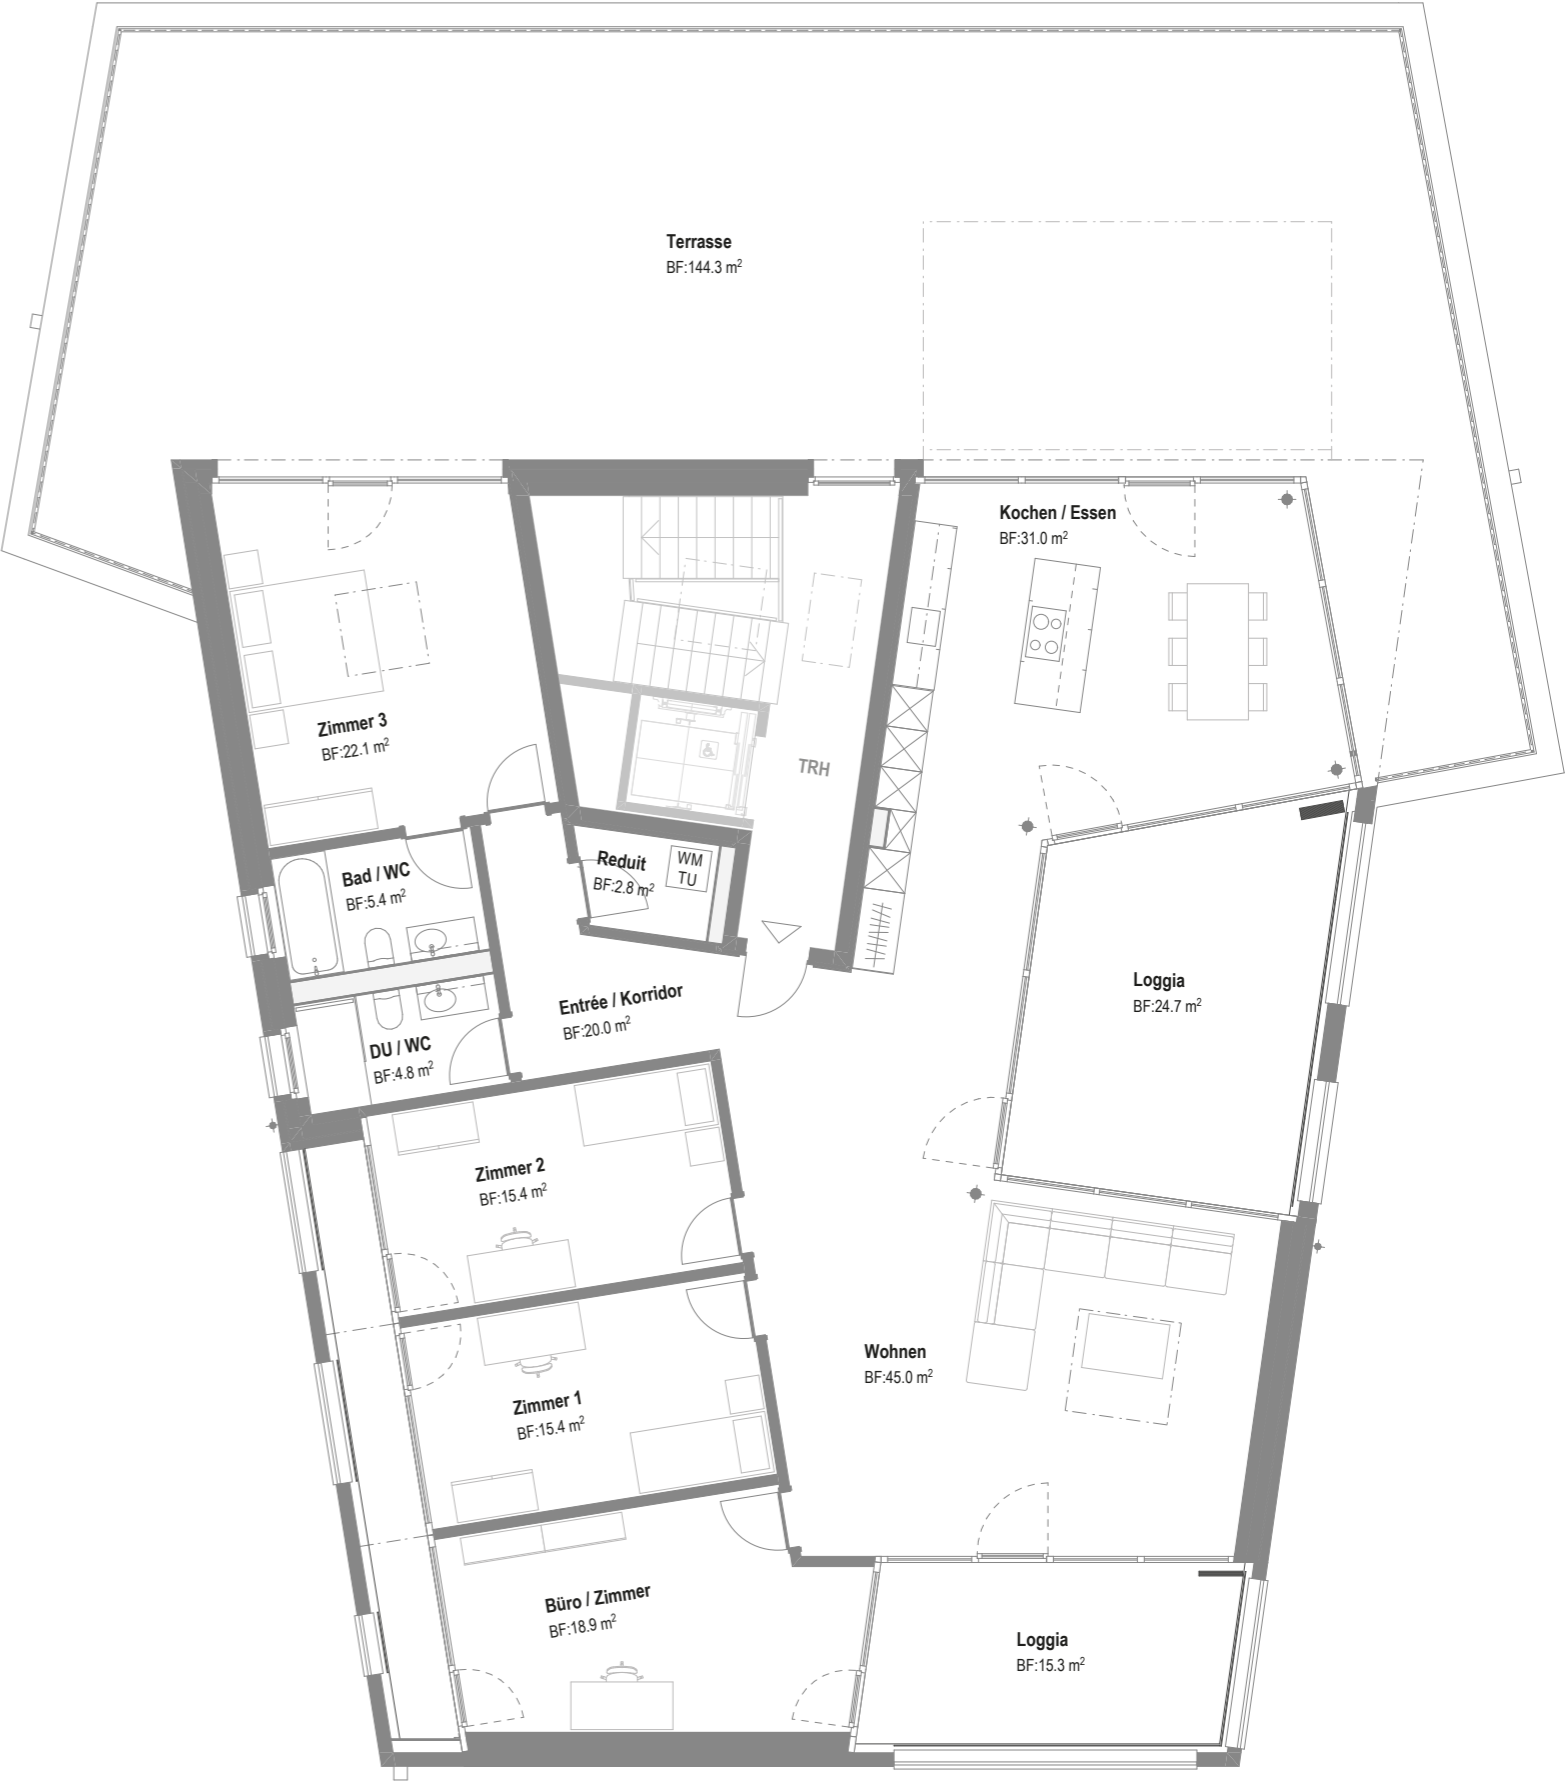 Terrasse
BF:144.3 m²
Kochen / Essen
BF:31.0 m²
Zimmer 3
BF:22.1 m²
TRH
Reduit
BF:2.8 m²
WM
TU
Bad / WC
BF:5.4 m²
Loggia
BF:24.7 m²
Entrée / Korridor
BF:20.0 m²
DU / WC
BF:4.8 m²
Zimmer 2
BF:15.4 m²
Wohnen
BF:45.0 m²
Zimmer 1
BF:15.4 m²
Büro / Zimmer
BF:18.9 m²
Loggia
BF:15.3 m²